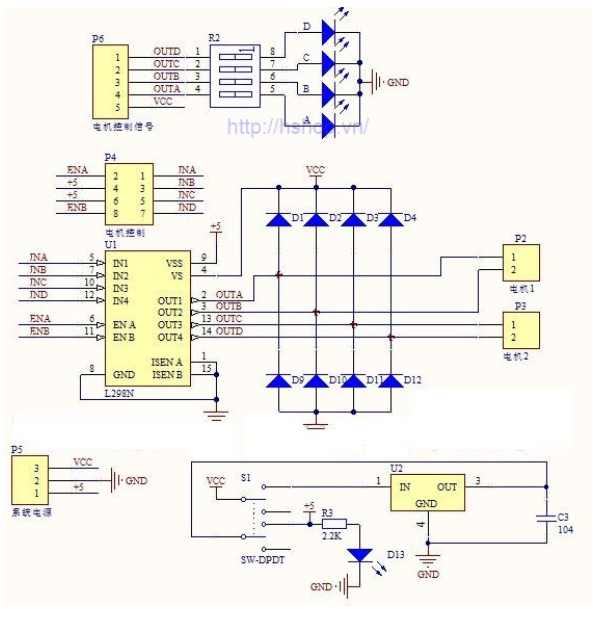 P6
1 OUTD 1
2 OUTC 2
3 OUTB 3
4 OUTA 4
5 VCC
电机控制信号
R2
1
8 D
7 C
6 B
5 A
GND
http://hshop.vn/
P4
ENA 2 1 JNA
+5 4 3 JNB
+5 6 5 JNC
ENB 8 7 JND
电机控制
U1
JNA 5 IN1
JNB 7 IN2
JNC 10 IN3
JND 12 IN4
ENA 6 EN A
ENB 11 EN B
8 GND
VSS 9 +5
VS 4
OUT1 2 OUTA
OUT2 3 OUTB
OUT3 13 OUTC
OUT4 14 OUTD
ISEN A 1
ISEN B 15
L298N
VCC
D1 D2 D3 D4
D9 D10 D11 D12
P2
1
2
电机1
P3
1
2
电机2
P5
3 VCC
2 GND
1 +5
系统电源
S1
VCC
SW-DPDT
+5
R3
2.2K
D13
GND
U2
1 IN OUT 3
GND
4
GND
C3
104